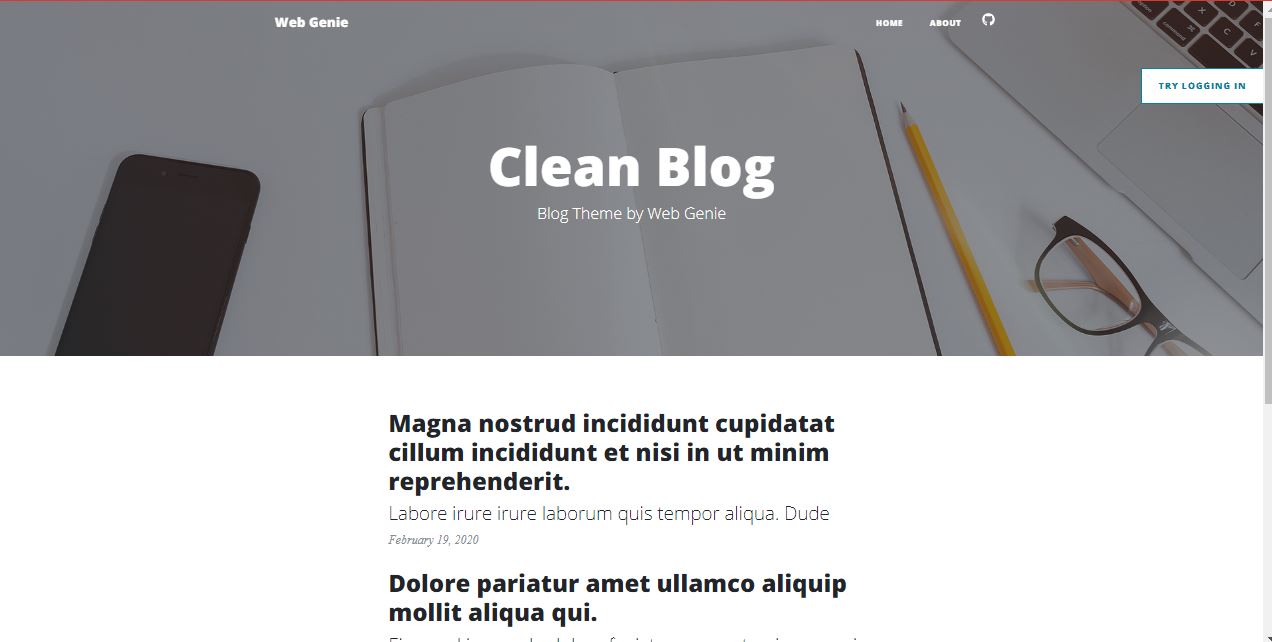 Web Genie
HOME ABOUT
TRY LOGGING IN
Clean Blog
Blog Theme by Web Genie
Magna nostrud incididunt cupidatat
cillum incididunt et nisi in ut minim
reprehenderit.
Labore irure irure laborum quis tempor aliqua. Dude
February 19, 2020
Dolore pariatur amet ullamco aliquip
mollit aliqua qui.